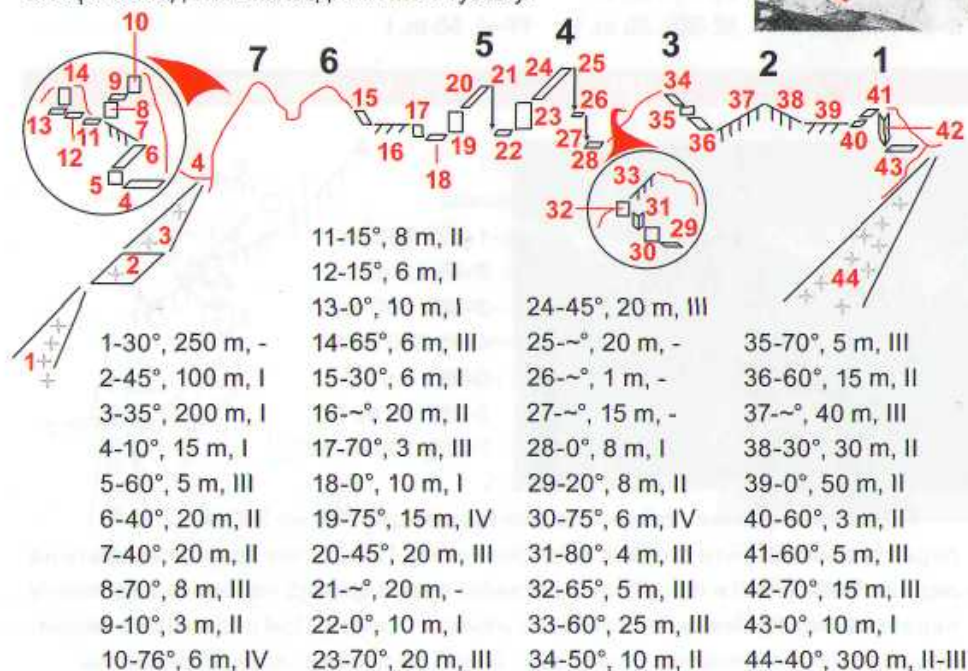 10
7 6 5 4 3 2 1
14 9 8 13 11 12 7 6 5 4
4
3
2
1
15 16 17 18 19 20 21 22 23 24 25 26 27 28
33 32 31 30 29
34 35 36 37 38 39 40 41 42 43
44
1-30°, 250 m, -
2-45°, 100 m, I
3-35°, 200 m, I
4-10°, 15 m, I
5-60°, 5 m, III
6-40°, 20 m, II
7-40°, 20 m, II
8-70°, 8 m, III
9-10°, 3 m, II
10-76°, 6 m, IV
11-15°, 8 m, II
12-15°, 6 m, I
13-0°, 10 m, I
14-65°, 6 m, III
15-30°, 6 m, I
16-~°, 20 m, II
17-70°, 3 m, III
18-0°, 10 m, I
19-75°, 15 m, IV
20-45°, 20 m, III
21-~°, 20 m, -
22-0°, 10 m, I
23-70°, 20 m, III
24-45°, 20 m, III
25-~°, 20 m, -
26-~°, 1 m, -
27-~°, 15 m, -
28-0°, 8 m, I
29-20°, 8 m, II
30-75°, 6 m, IV
31-80°, 4 m, III
32-65°, 5 m, III
33-60°, 25 m, III
34-50°, 10 m, II
35-70°, 5 m, III
36-60°, 15 m, II
37-~°, 40 m, III
38-30°, 30 m, II
39-0°, 50 m, II
40-60°, 3 m, II
41-60°, 5 m, III
42-70°, 15 m, III
43-0°, 10 m, I
44-40°, 300 m, II-III